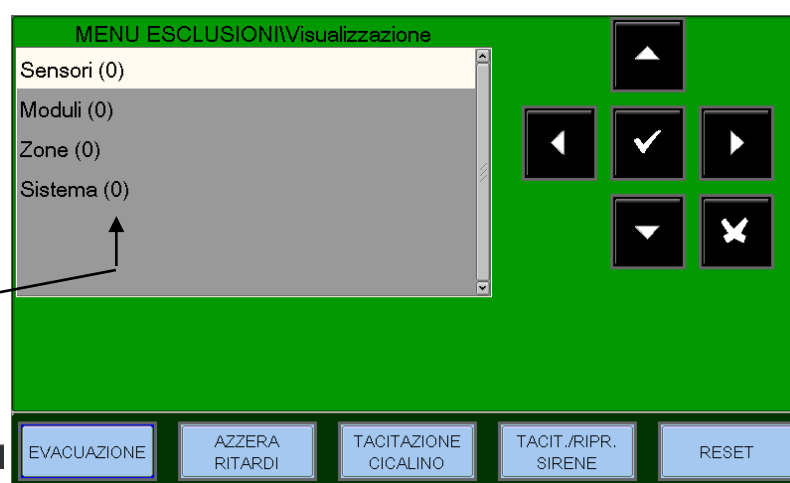 MENU ESCLUSIONI\Visualizzazione
Sensori (0)
Moduli (0)
Zone (0)
Sistema (0)
EVACUAZIONE
AZZERA
RITARDI
TACITAZIONE
CICALINO
TACIT./RIPR.
SIRENE
RESET